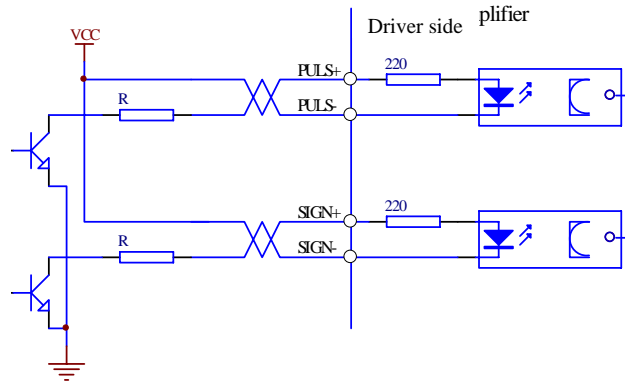 plifier
Driver side
VCC
PULS+
220
R
PULS-
SIGN+
220
R
SIGN-